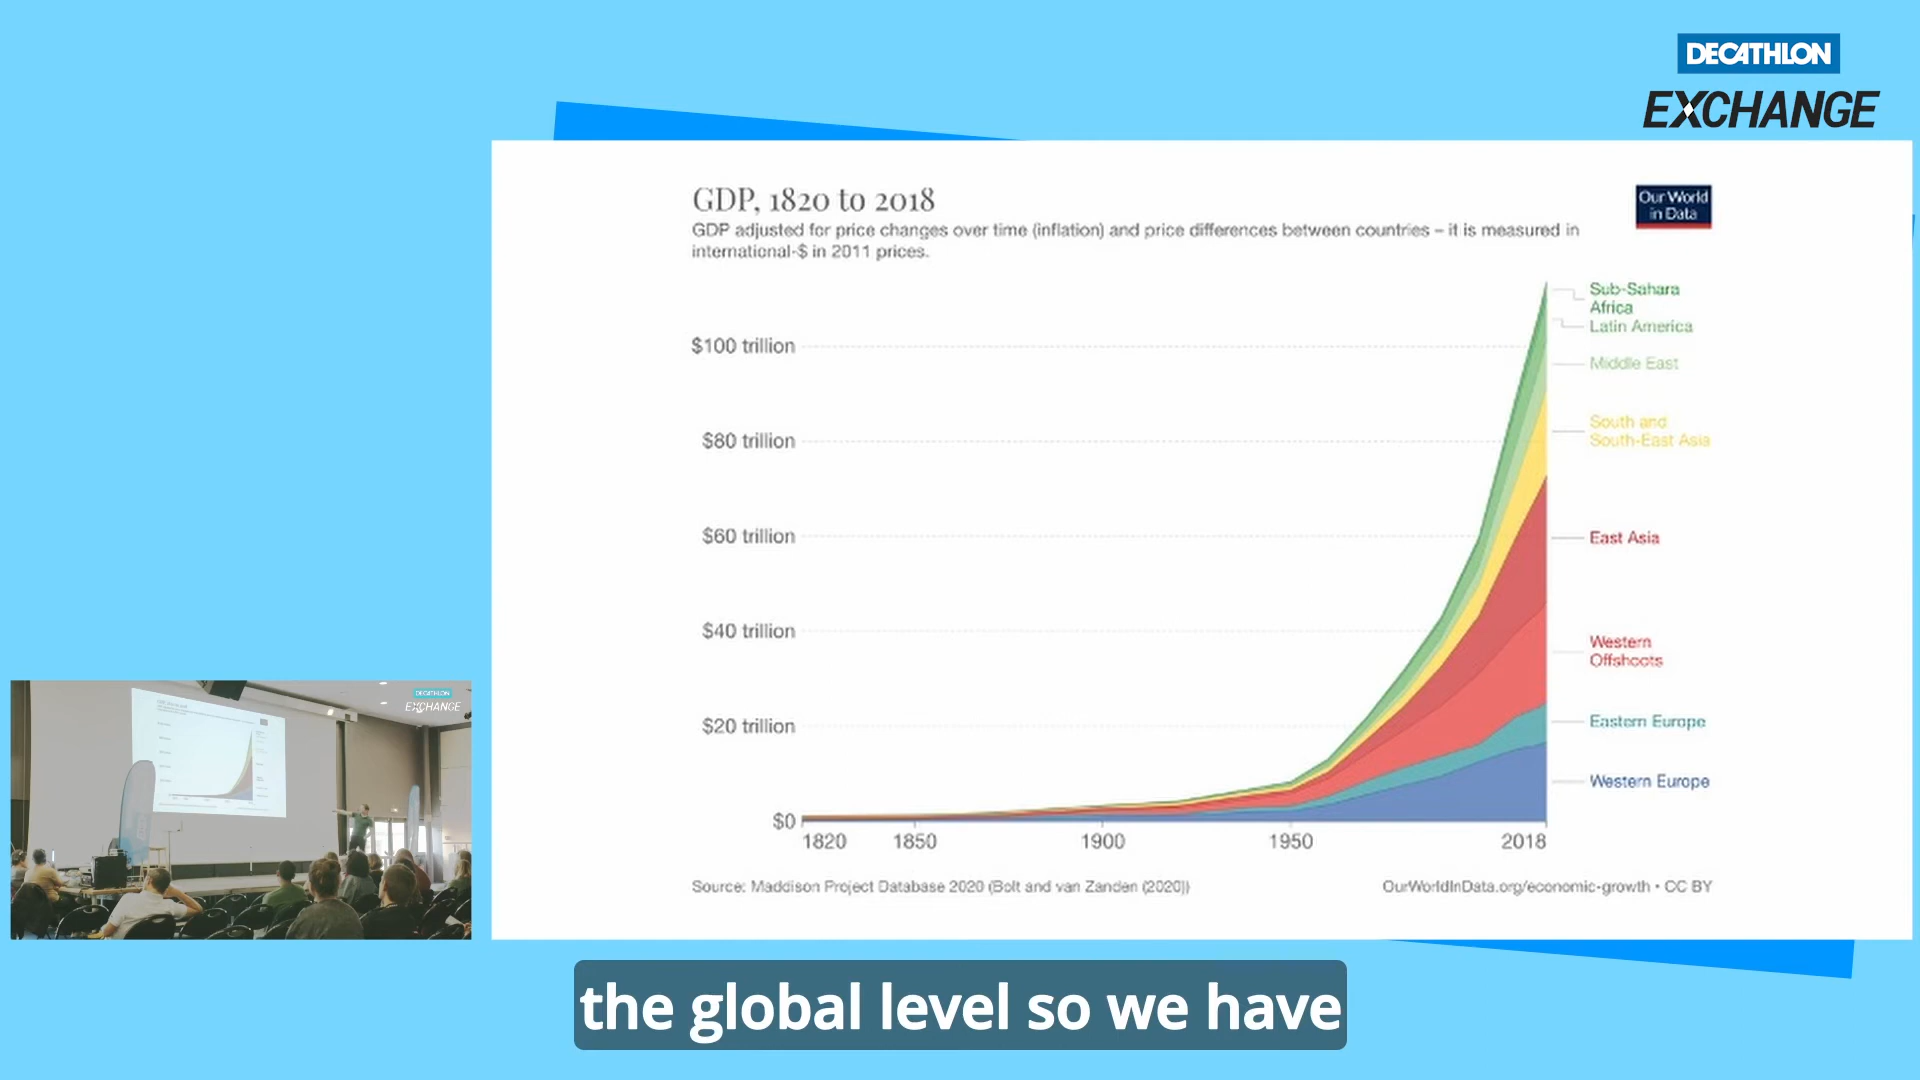 DECATHLON
EXCHANGE
GDP, 1820 to 2018
Our World
in Data
GDP adjusted for price changes over time (inflation) and price differences between countries – it is measured in
international-$ in 2011 prices.
$100 trillion
$80 trillion
$60 trillion
$40 trillion
$20 trillion
$0
1820
1850
1900
1950
2018
Sub-Sahara
Africa
Latin America
Middle East
South and
South-East Asia
East Asia
Western
Offshoots
Eastern Europe
Western Europe
Source: Maddison Project Database 2020 (Bolt and van Zanden (2020))
OurWorldInData.org/economic-growth • CC BY
DECATHLON
EXCHANGE
the global level so we have